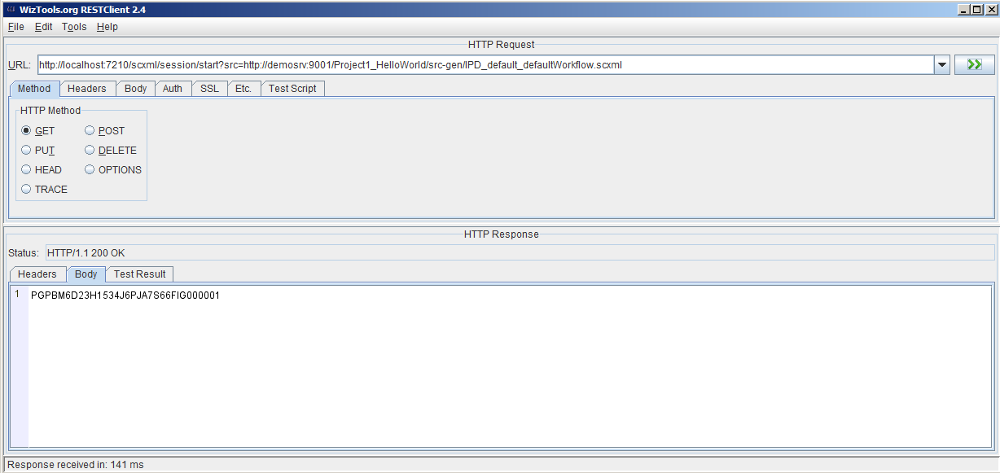 WizTools.org RESTClient 2.4
File Edit Tools Help
HTTP Request
URL: http://localhost:7210/scxml/session/start?src=http://demosrv:9001/Project1_HelloWorld/src-gen/IPD_default_defaultWorkflow.scxml
Method Headers Body Auth SSL Etc. Test Script
HTTP Method
GET POST
PUT DELETE
HEAD OPTIONS
TRACE
HTTP Response
Status: HTTP/1.1 200 OK
Headers Body Test Result
1 PGPBM6D23H1534J6PJA7S66FIG000001
Response received in: 141 ms